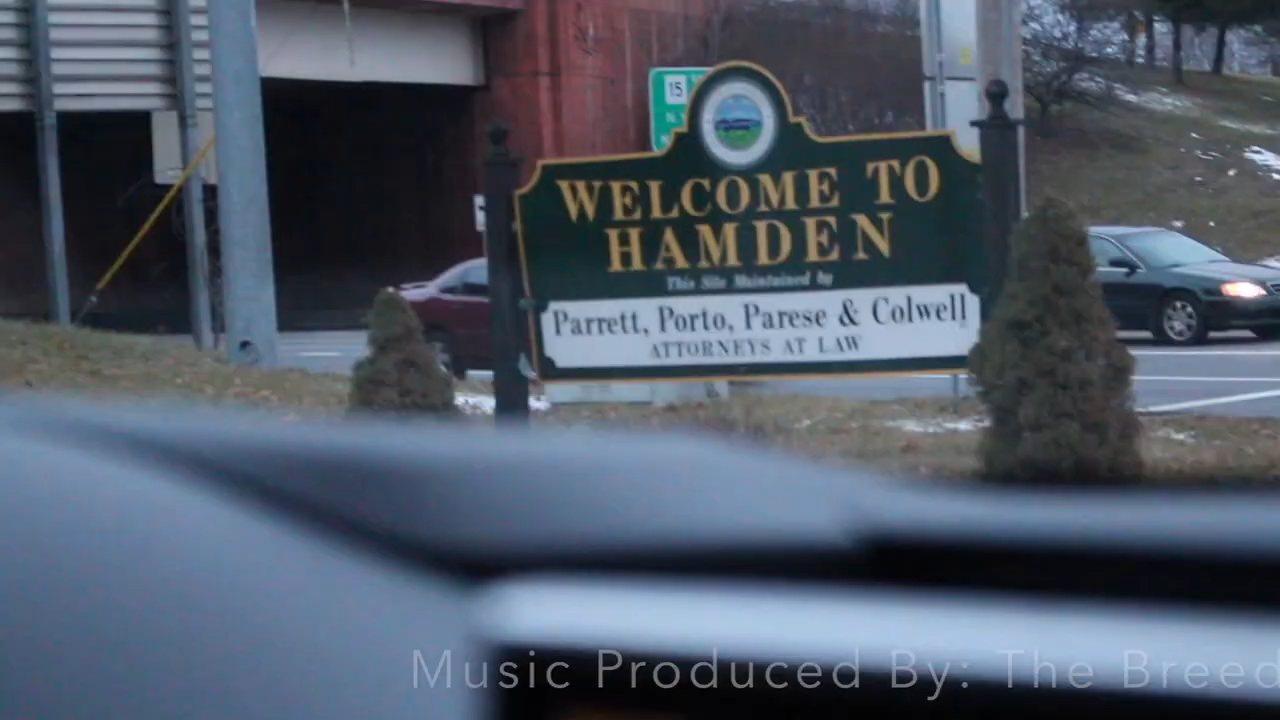 15
N
WELCOME TO
HAMDEN
This Site Maintained by
Parrett, Porto, Parese & Colwell
ATTORNEYS AT LAW
Music Produced By: The Breed